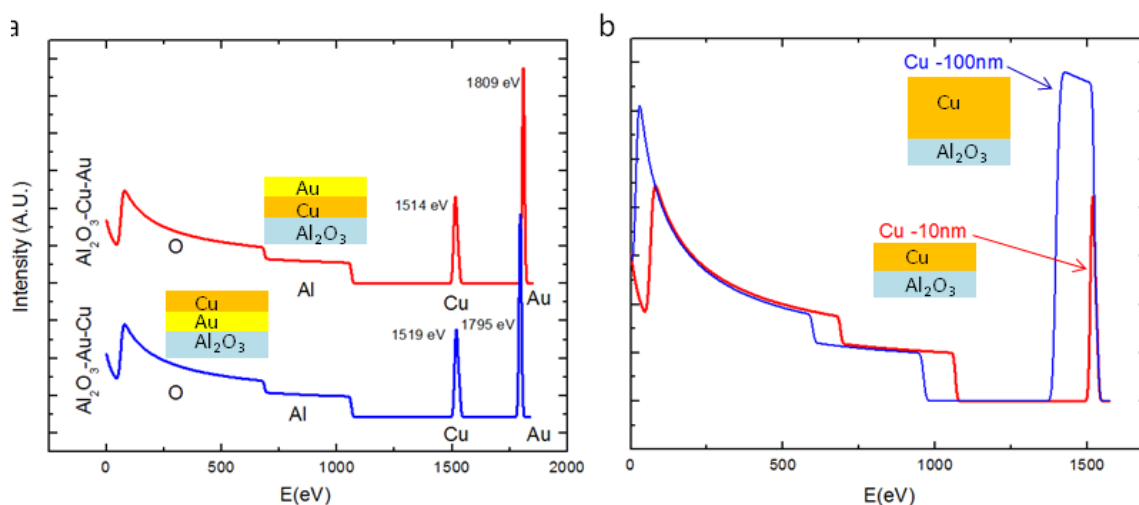 a
Intensity (A.U.)
Al₂O₃-Cu-Au
Al₂O₃-Au-Cu
1809 eV
1514 eV
Au
Cu
Al₂O₃
O
Al
Cu
Au
Cu
Au
Al₂O₃
1519 eV
1795 eV
O
Al
Cu
Au
0
500
1000
1500
2000
E(eV)
b
Cu -100nm
Cu
Al₂O₃
Cu -10nm
Cu
Al₂O₃
0
500
1000
1500
E(eV)